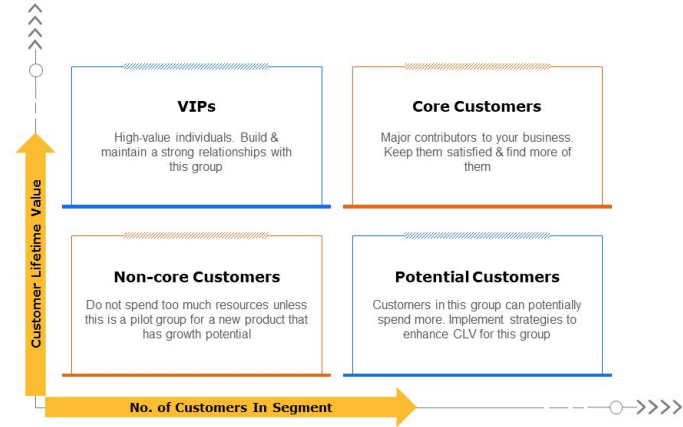 VIPs
High-value individuals. Build &
maintain a strong relationships with
this group
Core Customers
Major contributors to your business.
Keep them satisfied & find more of
them
Customer Lifetime Value
Non-core Customers
Do not spend too much resources unless
this is a pilot group for a new product that
has growth potential
Potential Customers
Customers in this group can potentially
spend more. Implement strategies to
enhance CLV for this group
No. of Customers In Segment